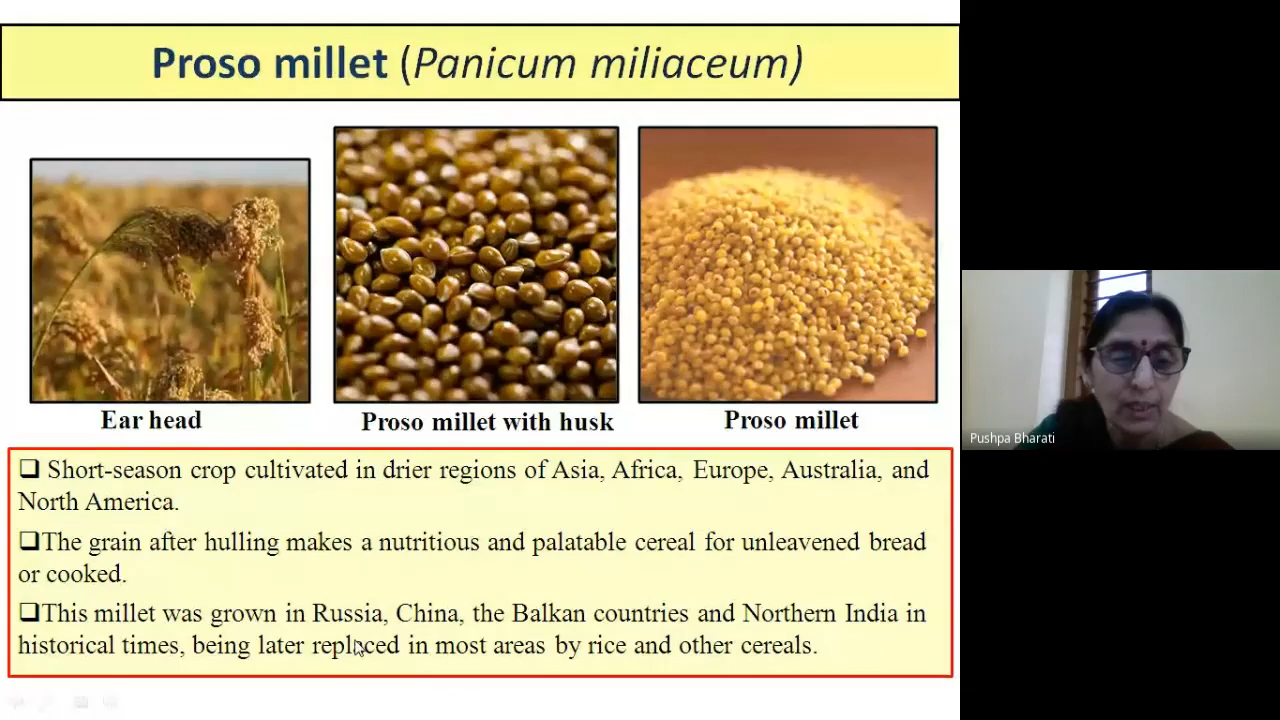 Proso millet (Panicum miliaceum)
Ear head
Proso millet with husk
Proso millet
Pushpa Bharati
❑ Short-season crop cultivated in drier regions of Asia, Africa, Europe, Australia, and
North America.
❑The grain after hulling makes a nutritious and palatable cereal for unleavened bread
or cooked.
❑This millet was grown in Russia, China, the Balkan countries and Northern India in
historical times, being later replaced in most areas by rice and other cereals.